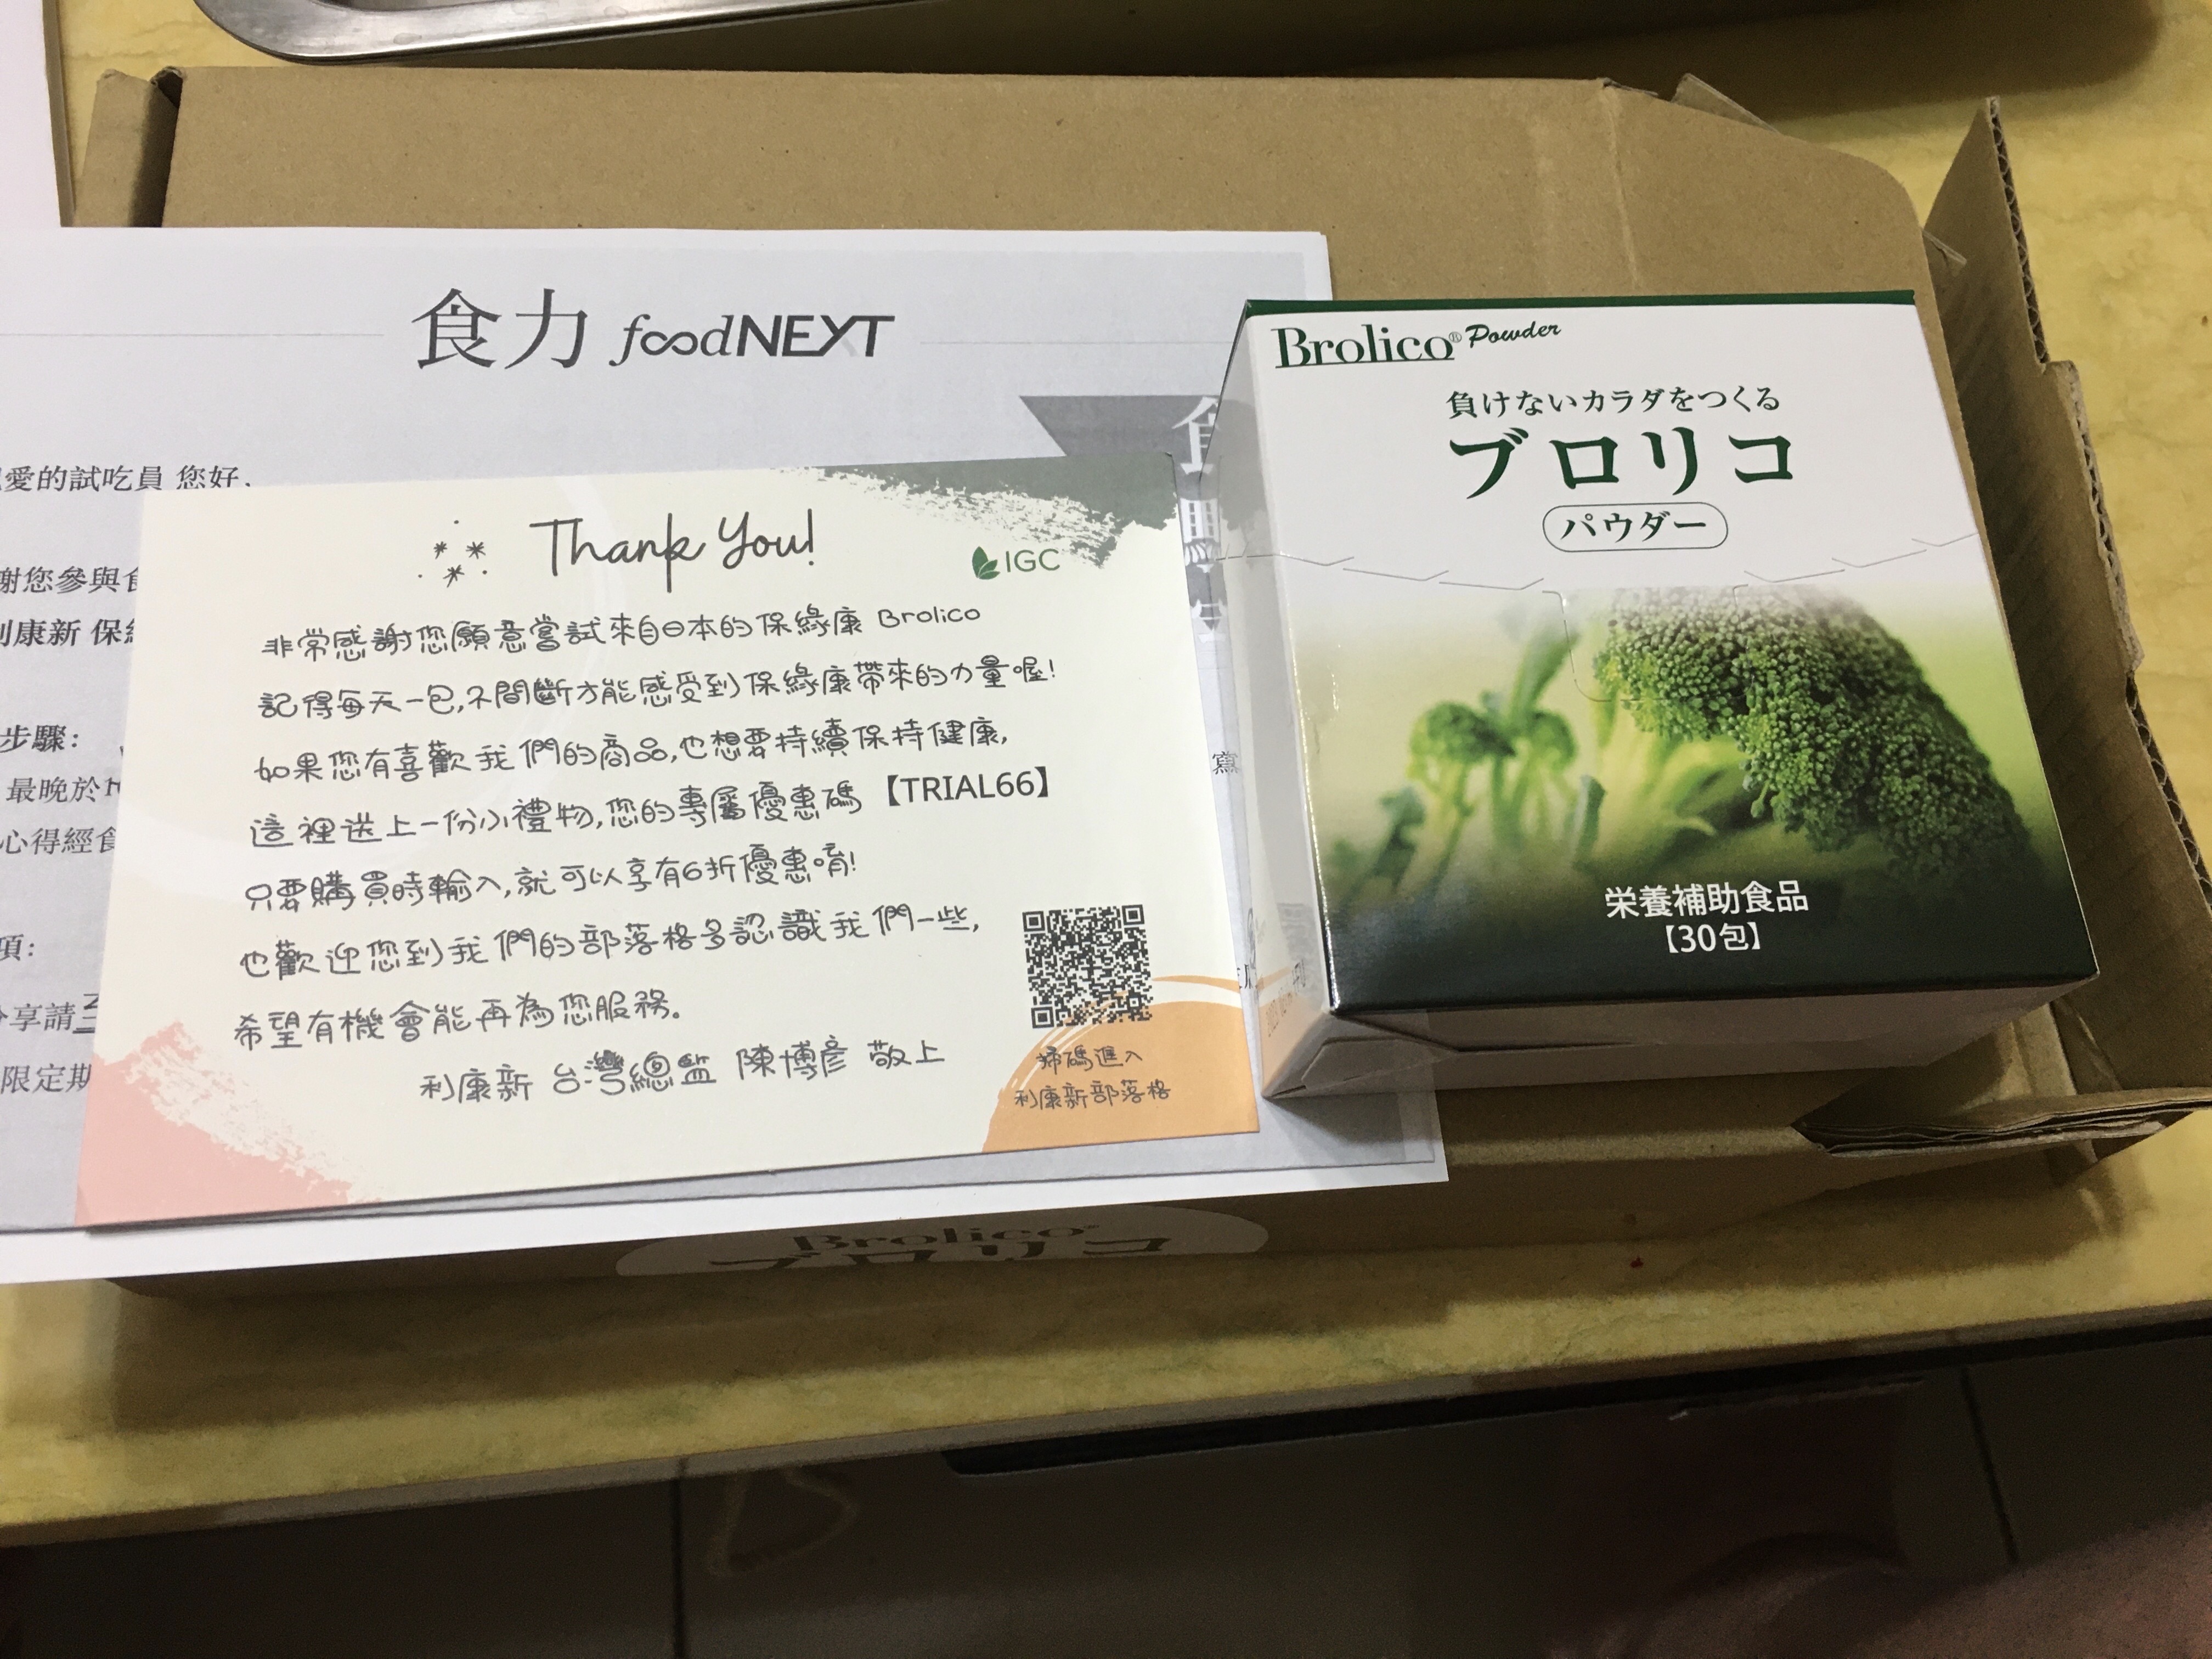 食力 foodNEXT
愛的試吃員 您好,
謝您參與食
利康新 保
步驟:
最晚於
心得經食
項:
享請
限定期
Thank You!
IGC
非常感謝您願意嘗試來自日本的保緣康 Brolico
記得每天一包,不間斷才能感受到保緣康帶來的力量喔!
如果您有喜歡我們的商品,也想要持續保持健康,
這裡送上一份小禮物,您的專屬優惠碼【TRIAL66】
只要購買時輸入,就可以享有6折優惠唷!
也歡迎您到我們的部落格多認識我們一些,
希望有機會能再為您服務。
利康新 台灣總監 陳博彥 敬上
掃碼進入
利康新部落格
Brolico® Powder
負けないカラダをつくる
ブロリコ
パウダー
栄養補助食品
【30包】
Brolico
ブロリコ